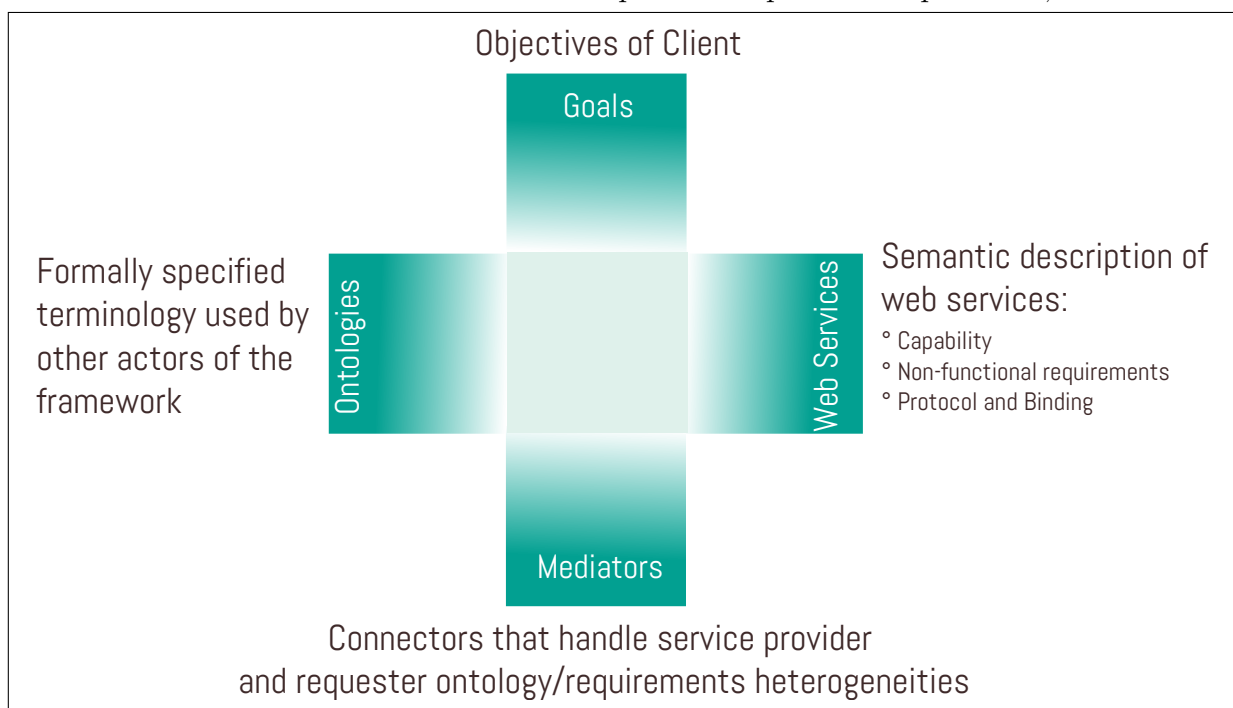 Objectives of Client
Goals
Formally specified
terminology used by
other actors of the
framework
Ontologies
Web Services
Semantic description of
web services:
° Capability
° Non-functional requirements
° Protocol and Binding
Mediators
Connectors that handle service provider
and requester ontology/requirements heterogeneities